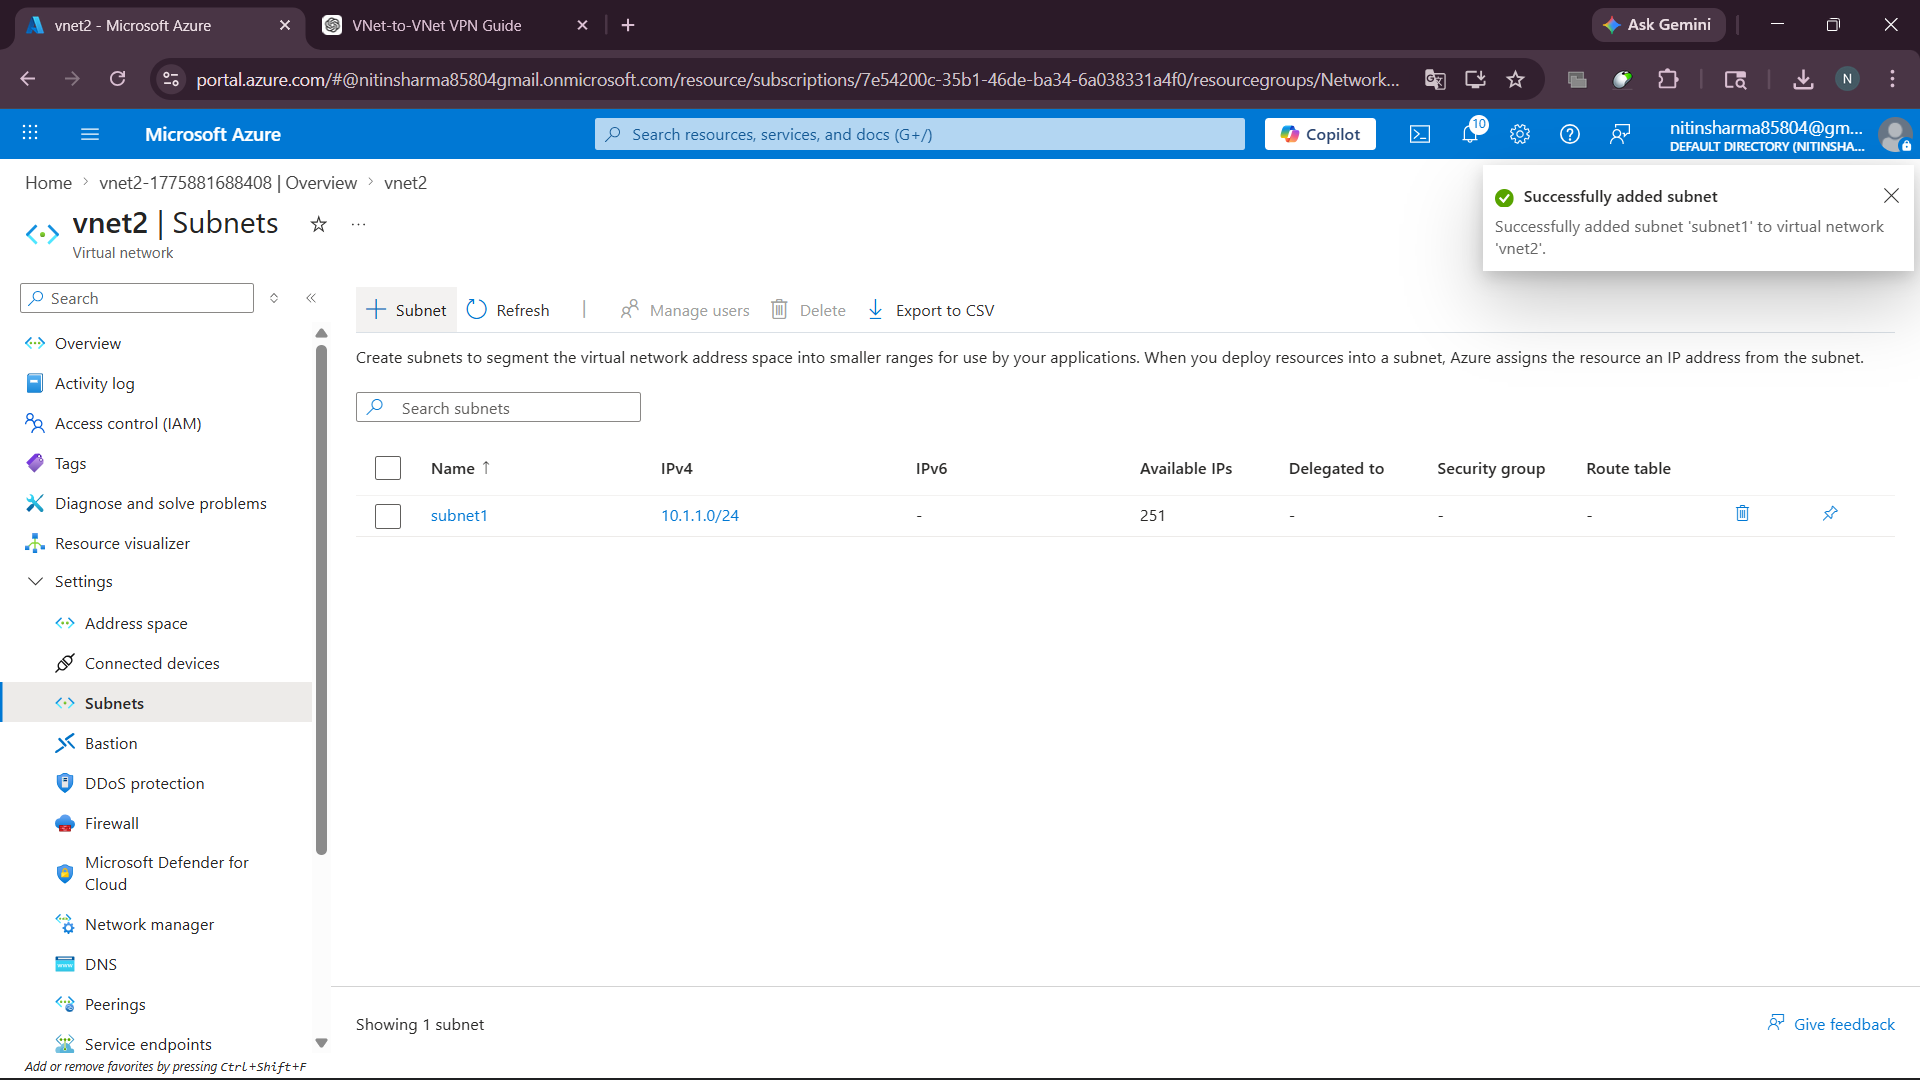 vnet2 - Microsoft Azure
VNet-to-VNet VPN Guide
Ask Gemini
portal.azure.com/#@nitinsharma85804gmail.onmicrosoft.com/resource/subscriptions/7e54200c-35b1-46de-ba34-6a038331a4f0/resourcegroups/Network...
N
Microsoft Azure
Search resources, services, and docs (G+/)
Copilot
10
nitinsharma85804@gm...
DEFAULT DIRECTORY (NITINSHA...
Home
vnet2-1775881688408 | Overview
vnet2
vnet2 | Subnets
...
Virtual network
Successfully added subnet
Successfully added subnet 'subnet1' to virtual network
'vnet2'.
Search
Subnet
Refresh
Manage users
Delete
Export to CSV
Overview
Activity log
Access control (IAM)
Tags
Diagnose and solve problems
Resource visualizer
Settings
Address space
Connected devices
Subnets
Bastion
DDoS protection
Firewall
Microsoft Defender for
Cloud
Network manager
DNS
Peerings
Service endpoints
Add or remove favorites by pressing Ctrl+Shift+F
Create subnets to segment the virtual network address space into smaller ranges for use by your applications. When you deploy resources into a subnet, Azure assigns the resource an IP address from the subnet.
Search subnets
Name ↑ IPv4 IPv6 Available IPs Delegated to Security group Route table
subnet1 10.1.1.0/24 - 251 - - -
Showing 1 subnet
Give feedback